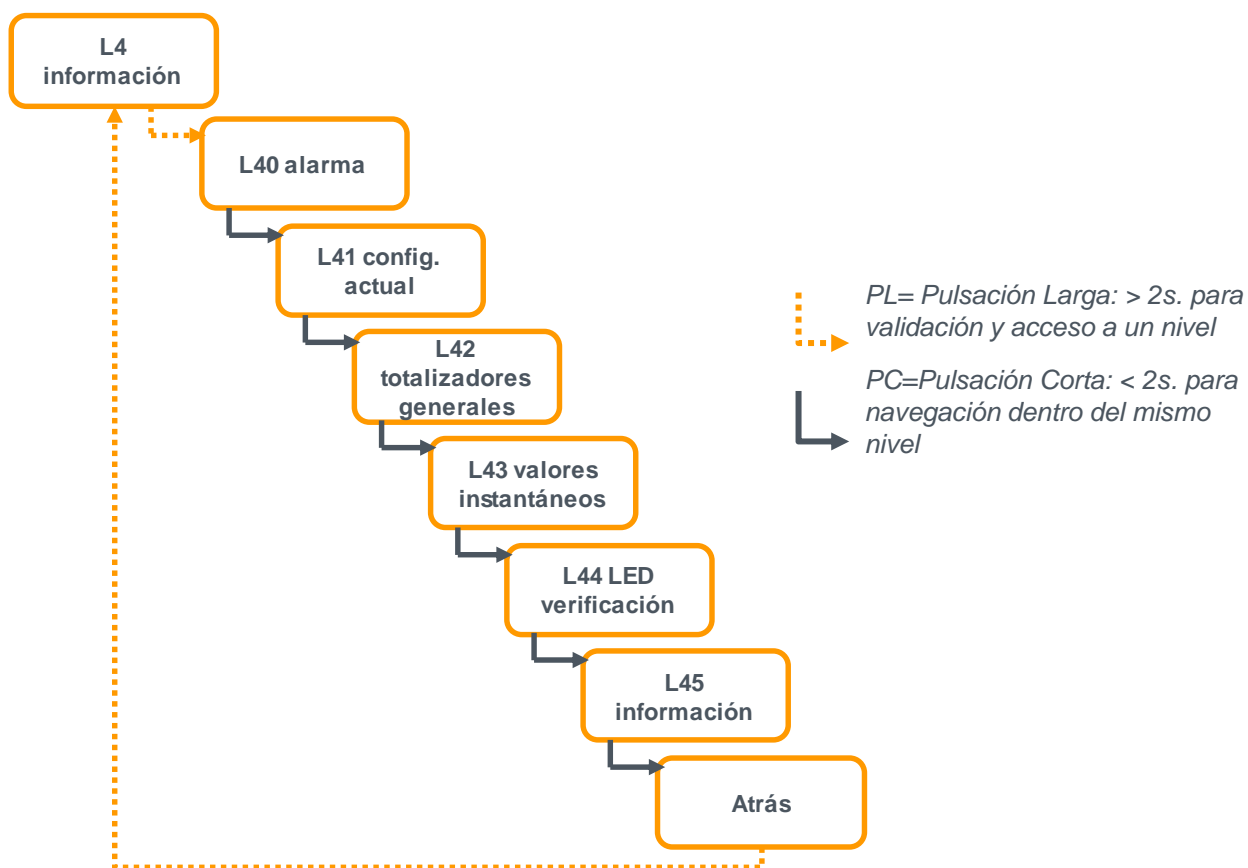 L4
información
L40 alarma
L41 config.
actual
L42
totalizadores
generales
L43 valores
instantáneos
L44 LED
verificación
L45
información
Atrás
PL= Pulsación Larga: > 2s. para
validación y acceso a un nivel
PC=Pulsación Corta: < 2s. para
navegación dentro del mismo
nivel